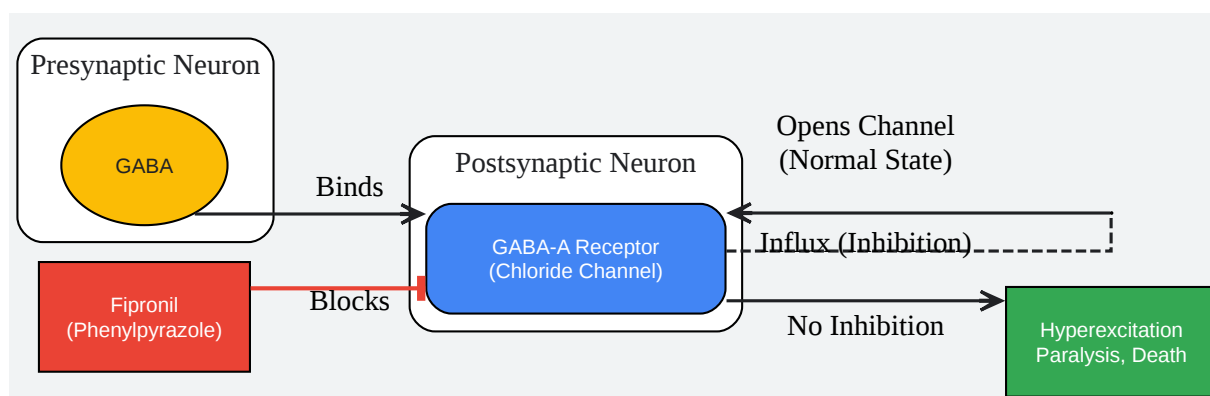 Presynaptic Neuron
GABA
Binds
Postsynaptic Neuron
GABA-A Receptor
(Chloride Channel)
Opens Channel
(Normal State)
Influx (Inhibition)
Fipronil
(Phenylpyrazole)
Blocks
No Inhibition
Hyperexcitation
Paralysis, Death